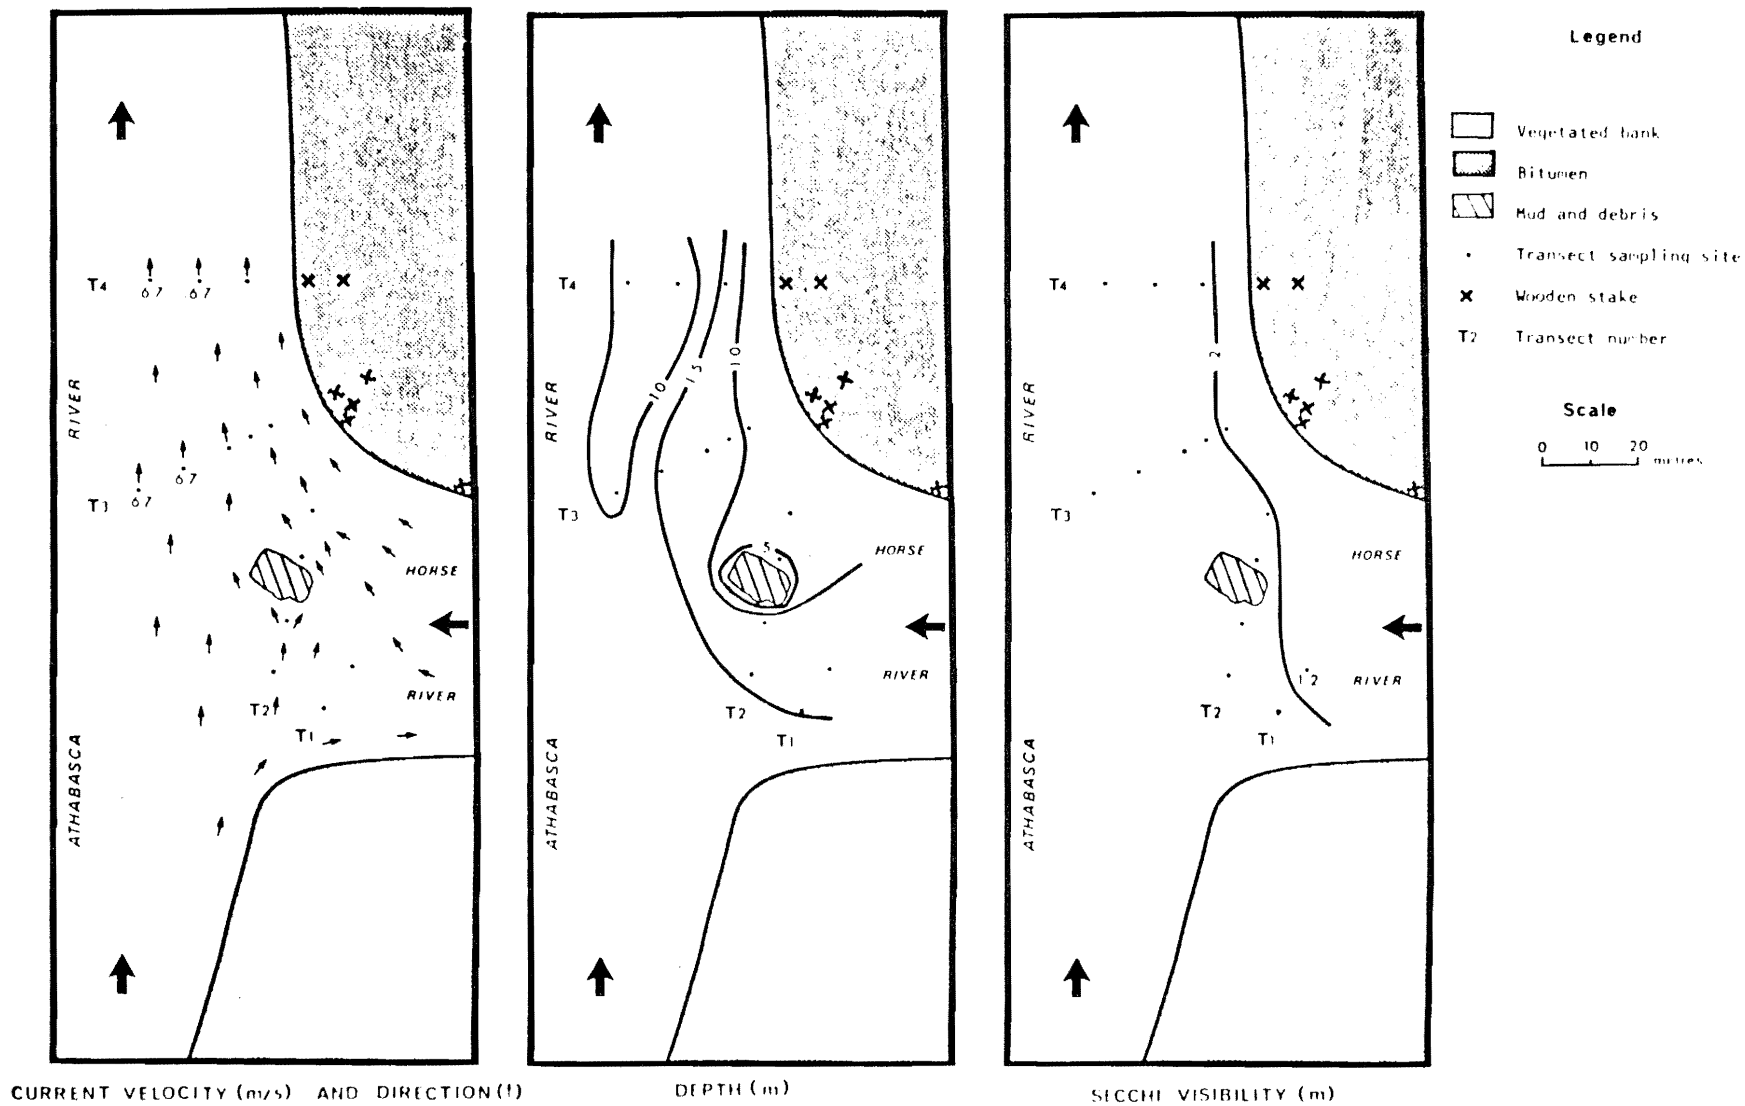 Legend
Vegetated bank
Bitumen
Mud and debris
Transect sampling site
Wooden stake
T2 Transect number
Scale
0 10 20
metres
T4
67 67
RIVER
67
T3 67
HORSE
RIVER
T2
T1
ATHABASCA
CURRENT VELOCITY (m/s) AND DIRECTION (↑)
T4
10
15
10
RIVER
T3
5
HORSE
RIVER
T2
T1
ATHABASCA
DEPTH (m)
T4
2
RIVER
T3
HORSE
12 RIVER
T2
T1
ATHABASCA
SECCHI VISIBILITY (m)